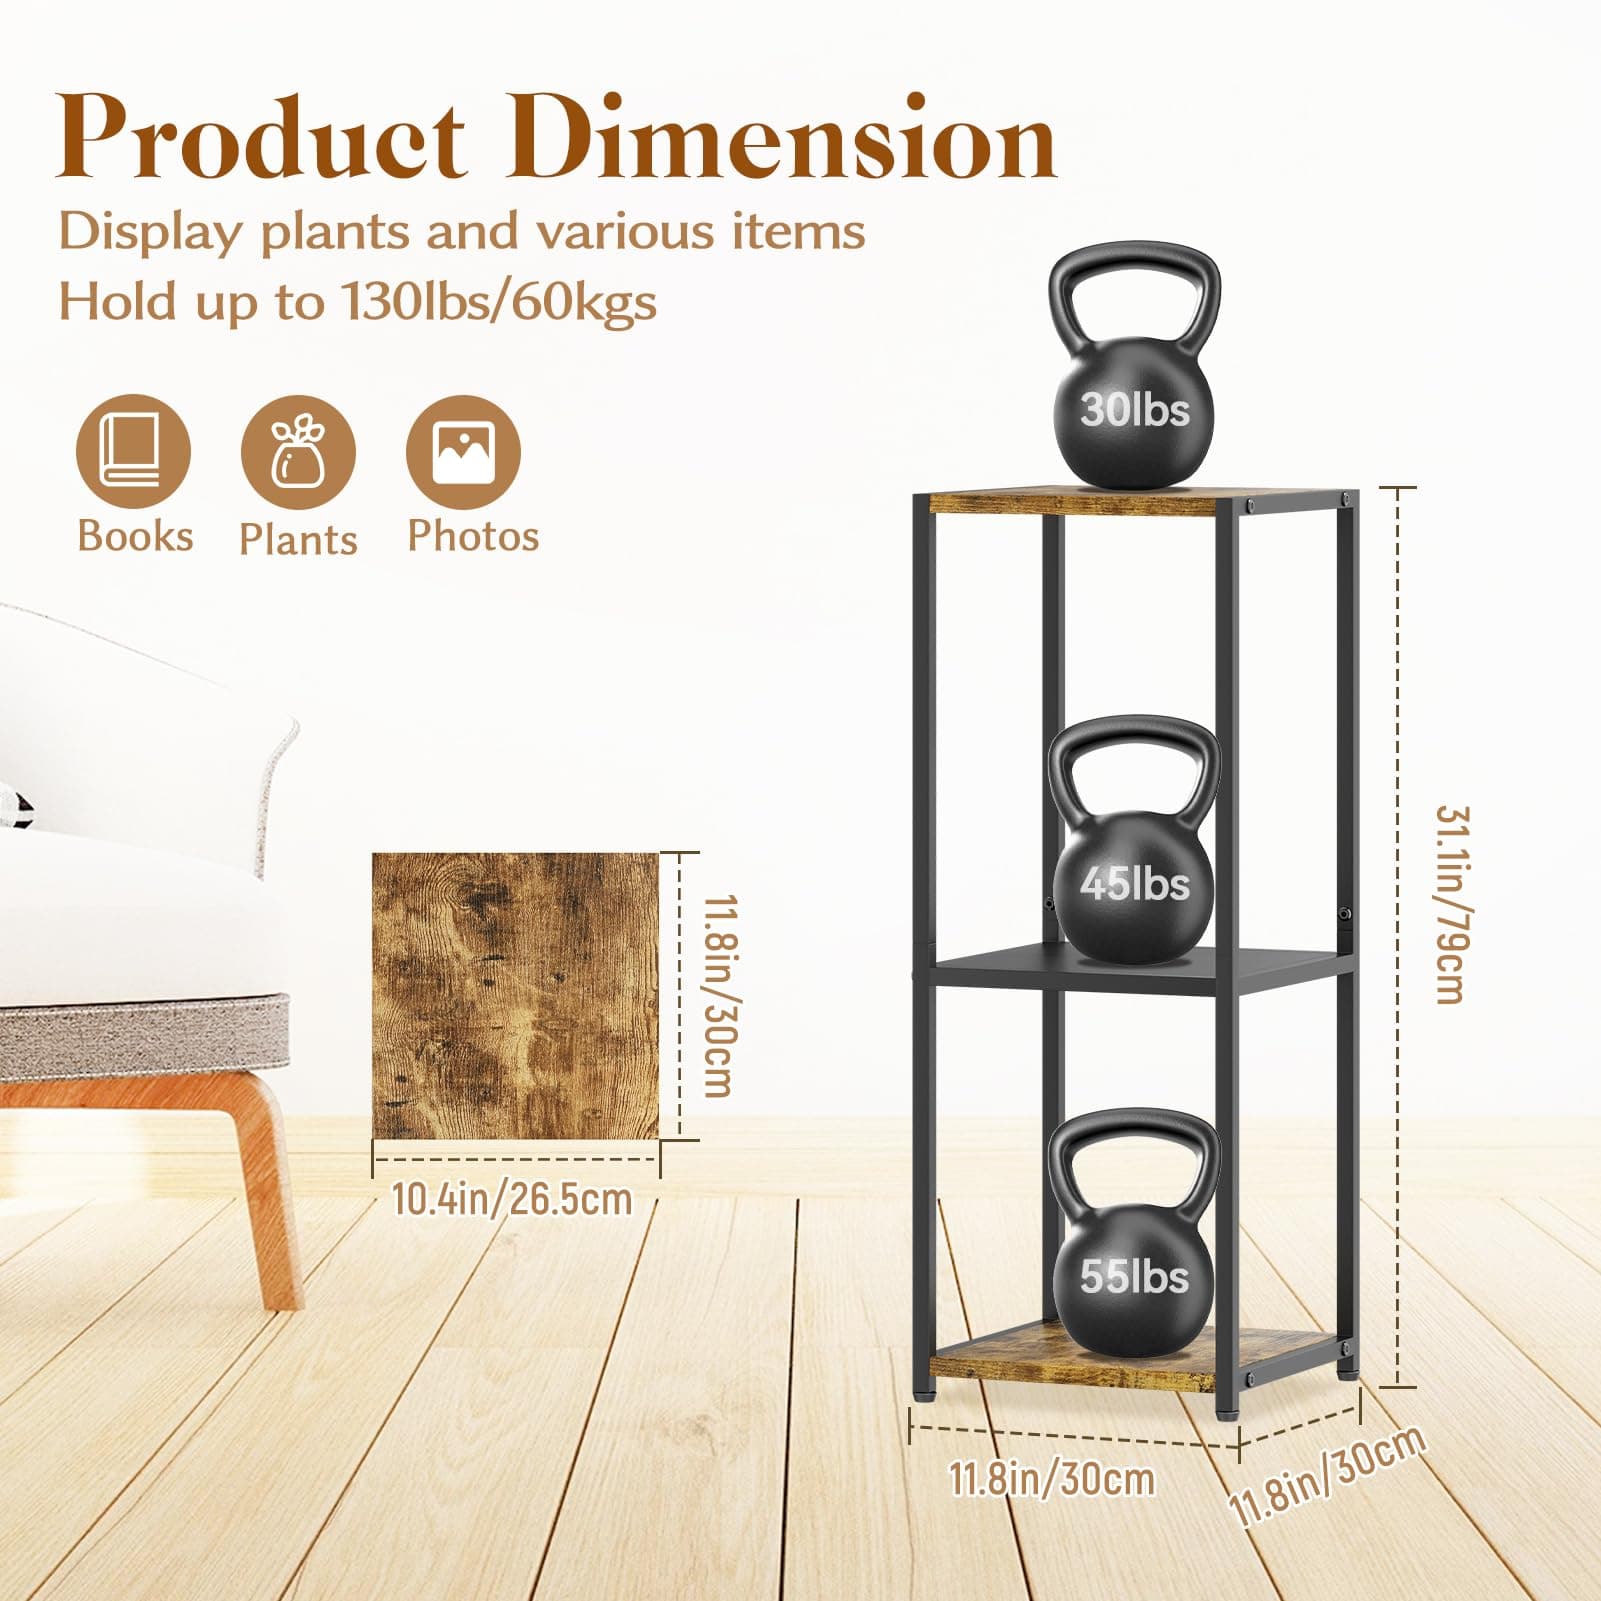 Product Dimension
Display plants and various items
Hold up to 130lbs/60kgs
Books
Plants
Photos
30lbs
45lbs
55lbs
31.1in/79cm
11.8in/30cm
10.4in/26.5cm
11.8in/30cm
11.8in/30cm